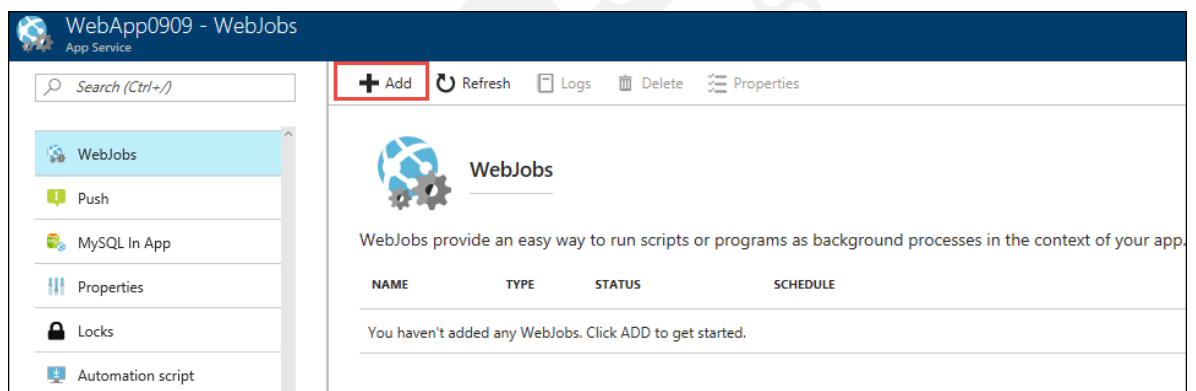 WebApp0909 - WebJobs
App Service
Search (Ctrl+/)
WebJobs
Push
MySQL In App
Properties
Locks
Automation script
Add Refresh Logs Delete Properties
WebJobs
WebJobs provide an easy way to run scripts or programs as background processes in the context of your app.
NAME TYPE STATUS SCHEDULE
You haven't added any WebJobs. Click ADD to get started.